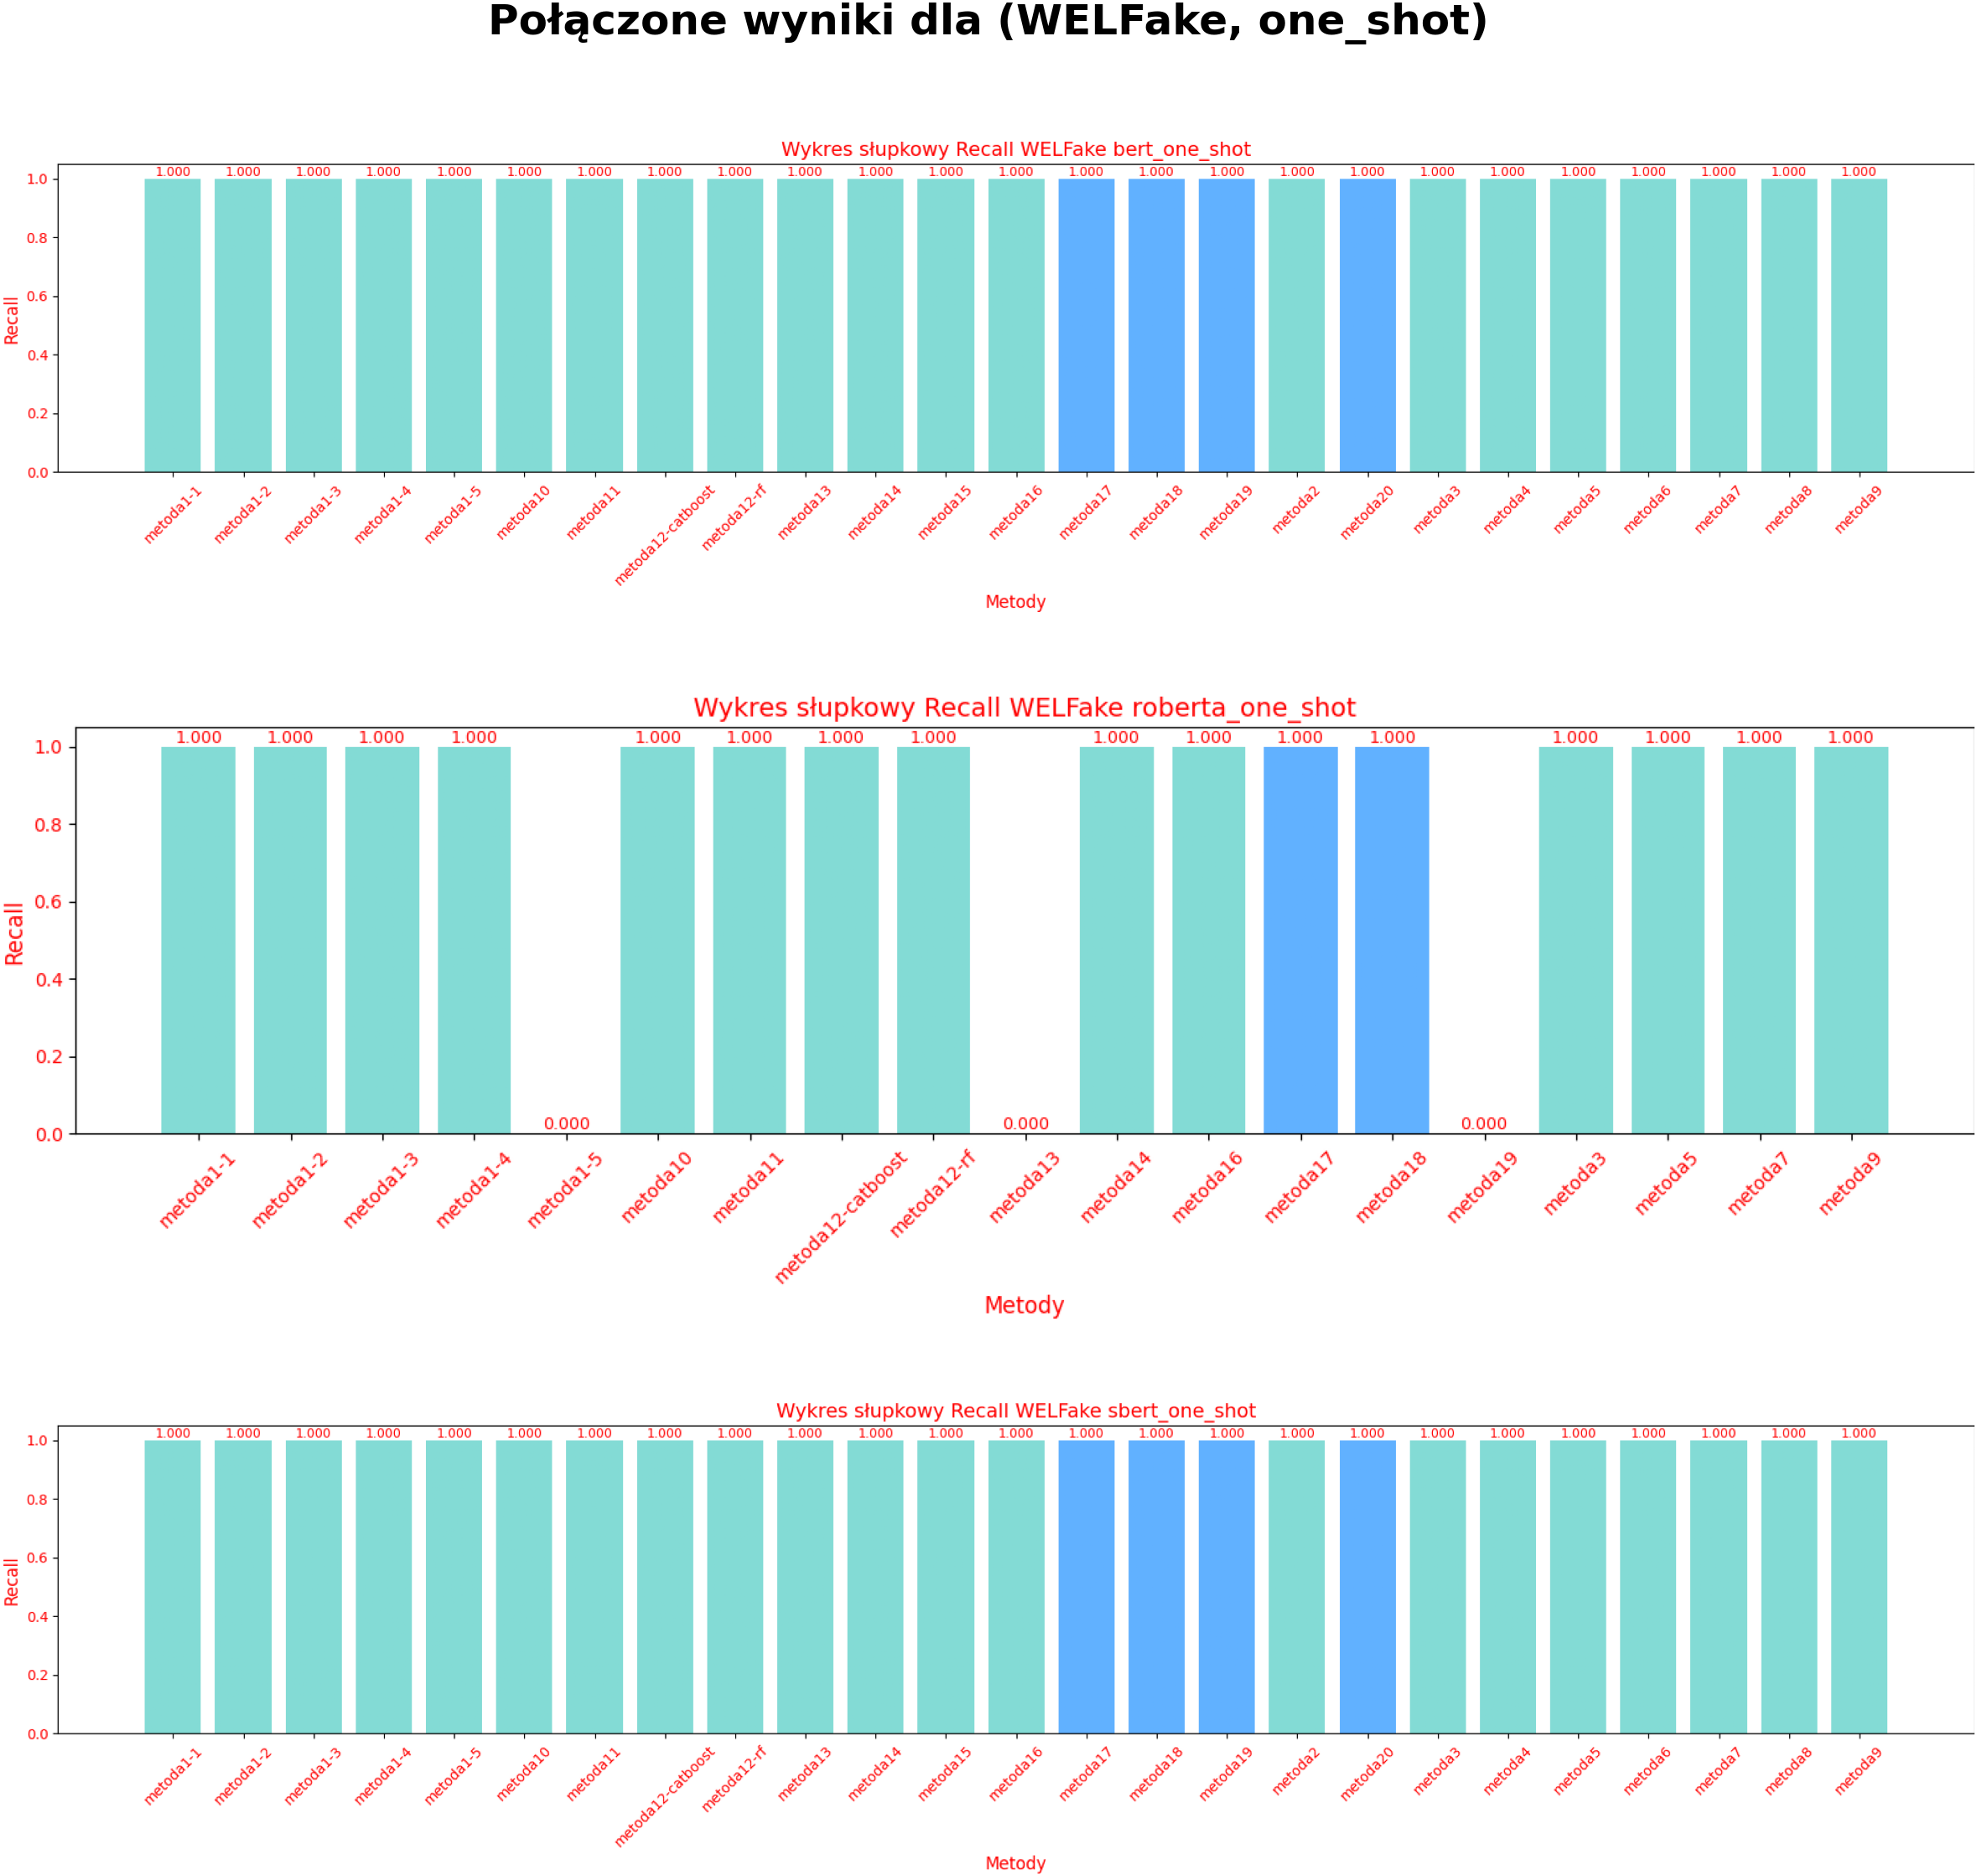 Połączone wyniki dla (WELFake, one_shot)
Wykres słupkowy Recall WELFake bert_one_shot
1.000 1.000 1.000 1.000 1.000 1.000 1.000 1.000 1.000 1.000 1.000 1.000 1.000 1.000 1.000 1.000 1.000 1.000 1.000 1.000 1.000 1.000 1.000 1.000 1.000
1.0
0.8
0.6
0.4
0.2
0.0
Recall
metoda1-1 metoda1-2 metoda1-3 metoda1-4 metoda1-5 metoda10 metoda11 metoda12-catboost metoda12-rf metoda13 metoda14 metoda15 metoda16 metoda17 metoda18 metoda19 metoda2 metoda20 metoda3 metoda4 metoda5 metoda6 metoda7 metoda8 metoda9
Metody
Wykres słupkowy Recall WELFake roberta_one_shot
1.000 1.000 1.000 1.000 0.000 1.000 1.000 1.000 1.000 0.000 1.000 1.000 1.000 1.000 0.000 1.000 1.000 1.000 1.000
1.0
0.8
0.6
0.4
0.2
0.0
Recall
metoda1-1 metoda1-2 metoda1-3 metoda1-4 metoda1-5 metoda10 metoda11 metoda12-catboost metoda12-rf metoda13 metoda14 metoda16 metoda17 metoda18 metoda19 metoda3 metoda5 metoda7 metoda9
Metody
Wykres słupkowy Recall WELFake sbert_one_shot
1.000 1.000 1.000 1.000 1.000 1.000 1.000 1.000 1.000 1.000 1.000 1.000 1.000 1.000 1.000 1.000 1.000 1.000 1.000 1.000 1.000 1.000 1.000 1.000 1.000
1.0
0.8
0.6
0.4
0.2
0.0
Recall
metoda1-1 metoda1-2 metoda1-3 metoda1-4 metoda1-5 metoda10 metoda11 metoda12-catboost metoda12-rf metoda13 metoda14 metoda15 metoda16 metoda17 metoda18 metoda19 metoda2 metoda20 metoda3 metoda4 metoda5 metoda6 metoda7 metoda8 metoda9
Metody